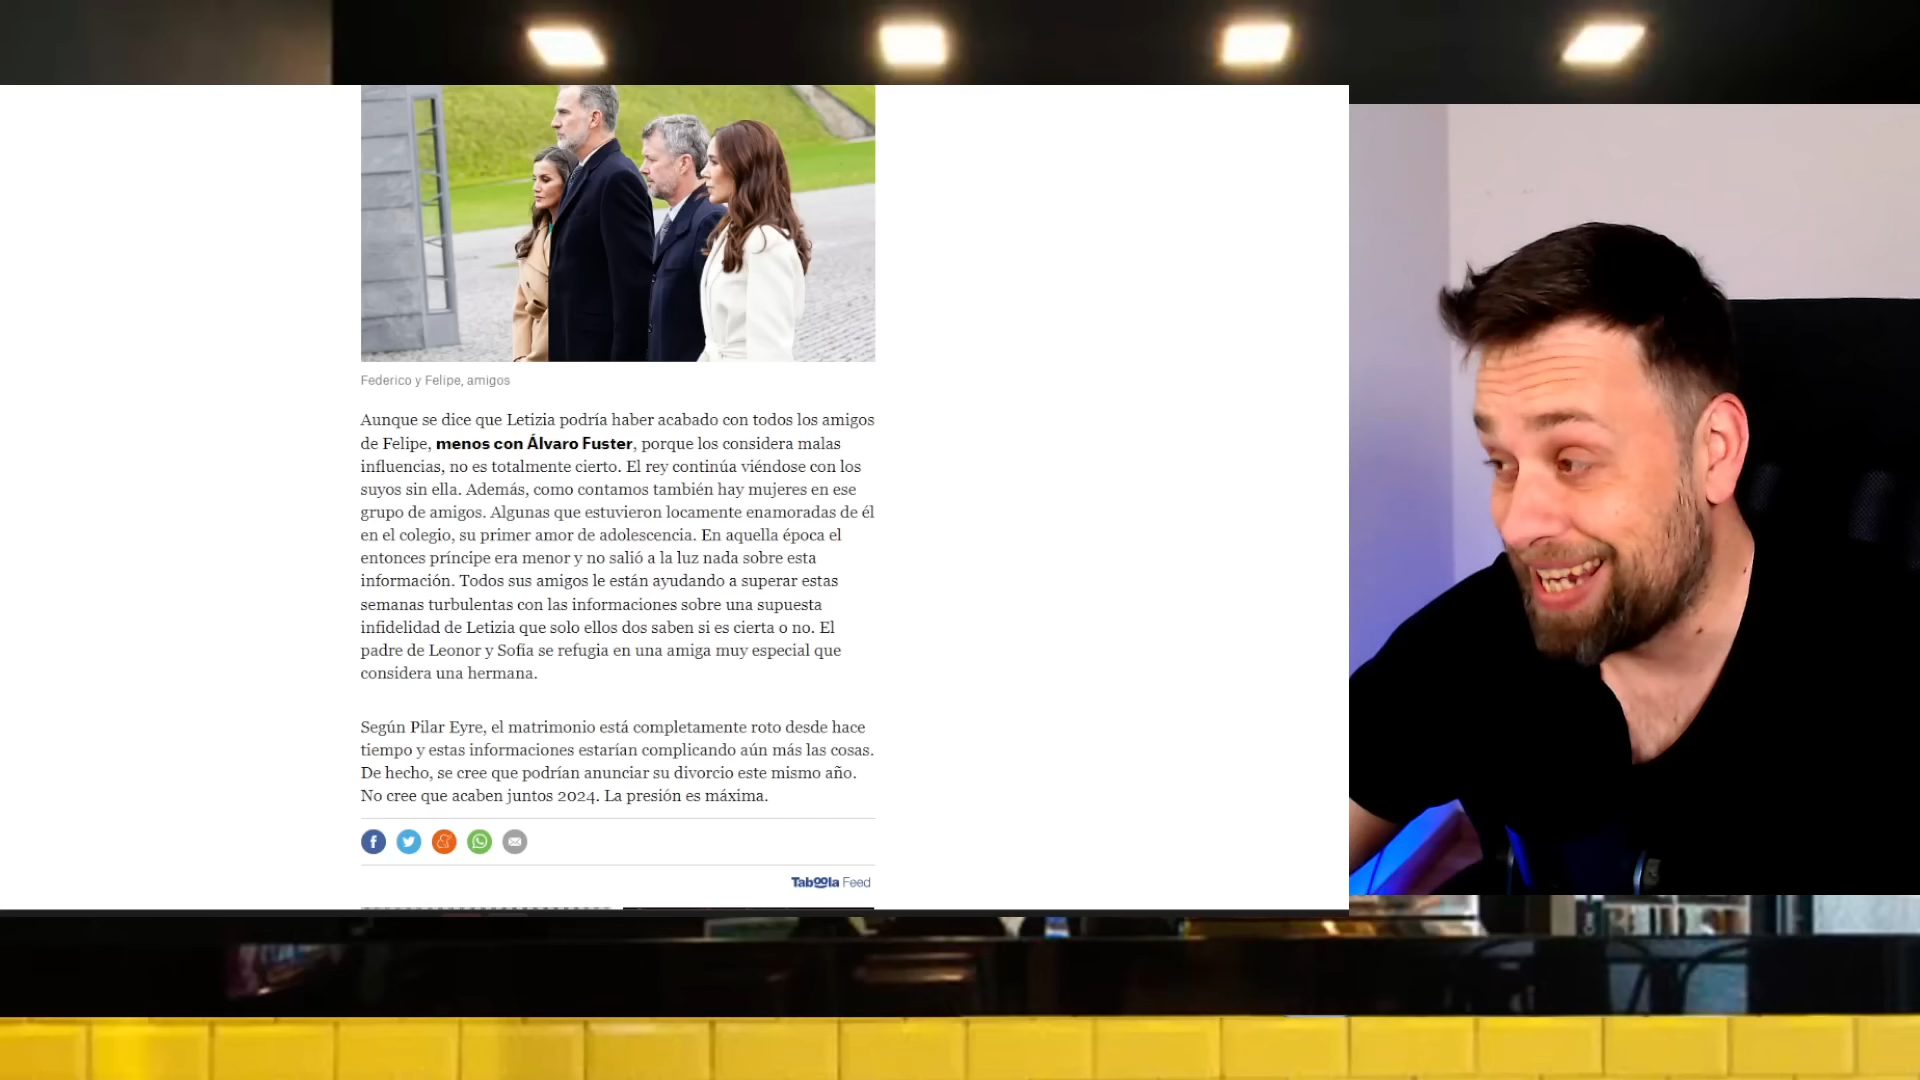 Federico y Felipe, amigos
Aunque se dice que Letizia podría haber acabado con todos los amigos
de Felipe, menos con Álvaro Fuster, porque los considera malas
influencias, no es totalmente cierto. El rey continúa viéndose con los
suyos sin ella. Además, como contamos también hay mujeres en ese
grupo de amigos. Algunas que estuvieron locamente enamoradas de él
en el colegio, su primer amor de adolescencia. En aquella época el
entonces príncipe era menor y no salió a la luz nada sobre esta
información. Todos sus amigos le están ayudando a superar estas
semanas turbulentas con las informaciones sobre una supuesta
infidelidad de Letizia que solo ellos dos saben si es cierta o no. El
padre de Leonor y Sofía se refugia en una amiga muy especial que
considera una hermana.
Según Pilar Eyre, el matrimonio está completamente roto desde hace
tiempo y estas informaciones estarían complicando aún más las cosas.
De hecho, se cree que podrían anunciar su divorcio este mismo año.
No cree que acaben juntos 2024. La presión es máxima.
Taboola Feed